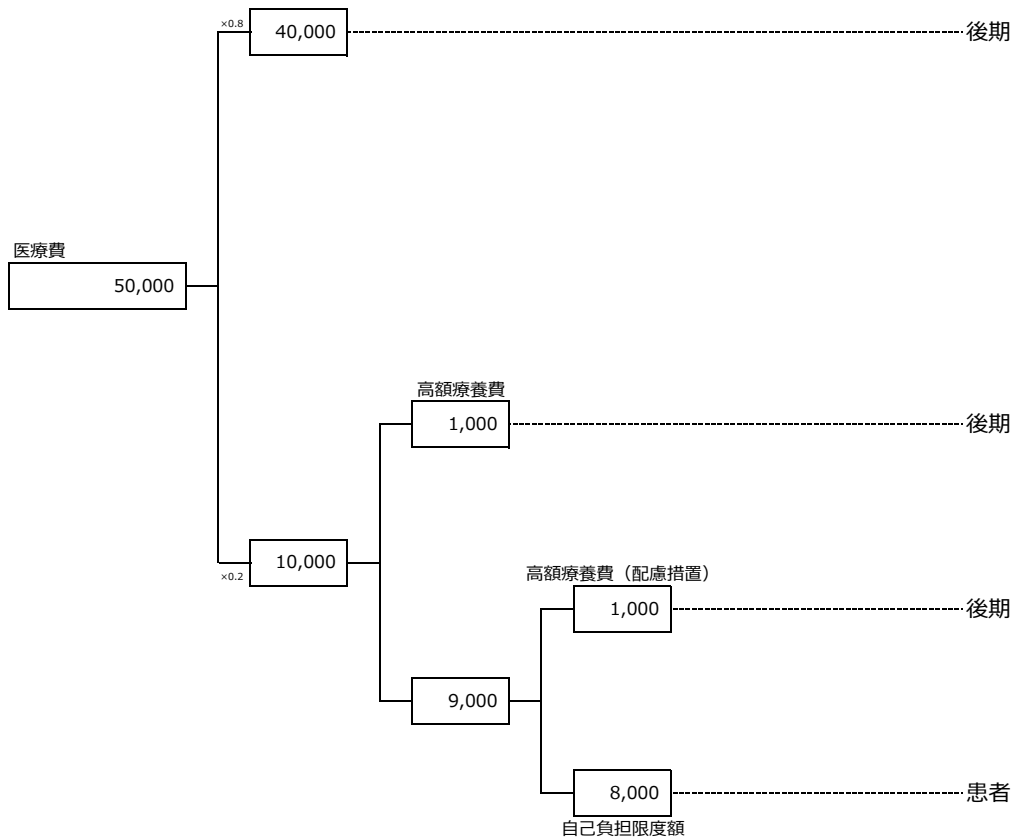 ×0.8
40,000
後期
医療費
50,000
高額療養費
1,000
後期
10,000
×0.2
高額療養費（配慮措置）
1,000
後期
9,000
8,000
患者
自己負担限度額